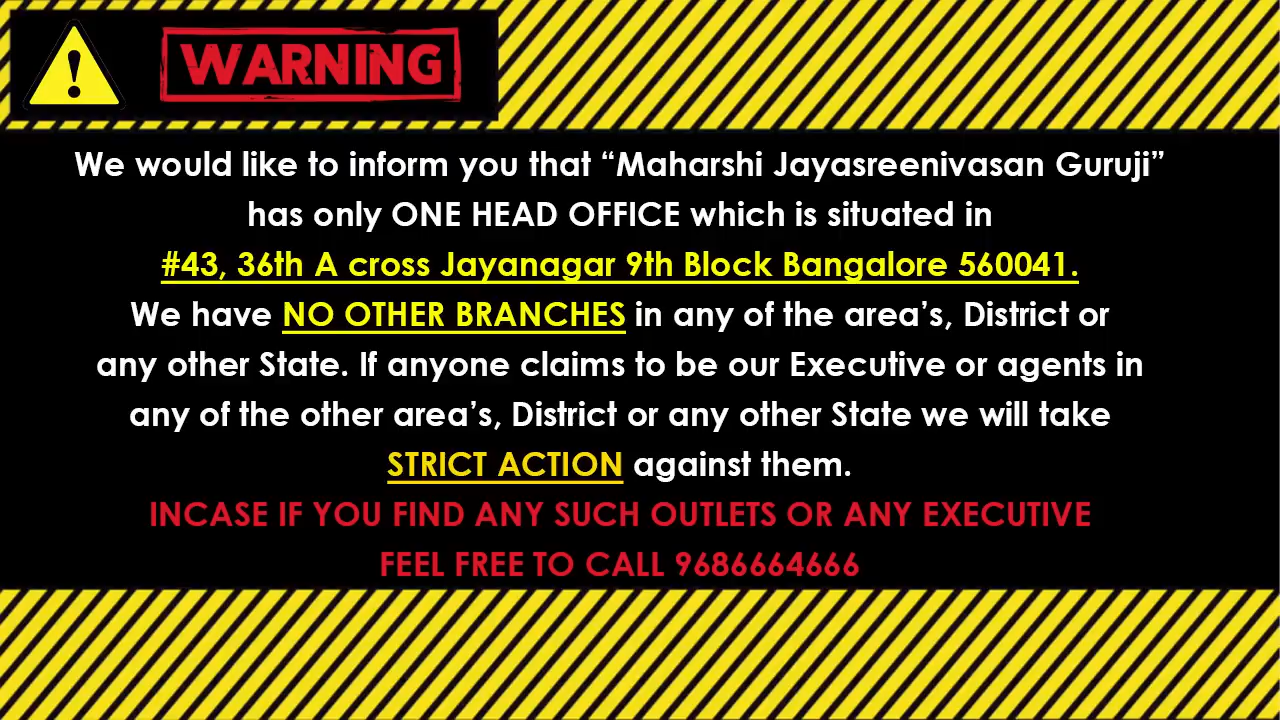 WARNING
We would like to inform you that “Maharshi Jayasreenivasan Guruji”
has only ONE HEAD OFFICE which is situated in
#43, 36th A cross Jayanagar 9th Block Bangalore 560041.
We have NO OTHER BRANCHES in any of the area’s, District or
any other State. If anyone claims to be our Executive or agents in
any of the other area’s, District or any other State we will take
STRICT ACTION against them.
INCASE IF YOU FIND ANY SUCH OUTLETS OR ANY EXECUTIVE
FEEL FREE TO CALL 9686664666